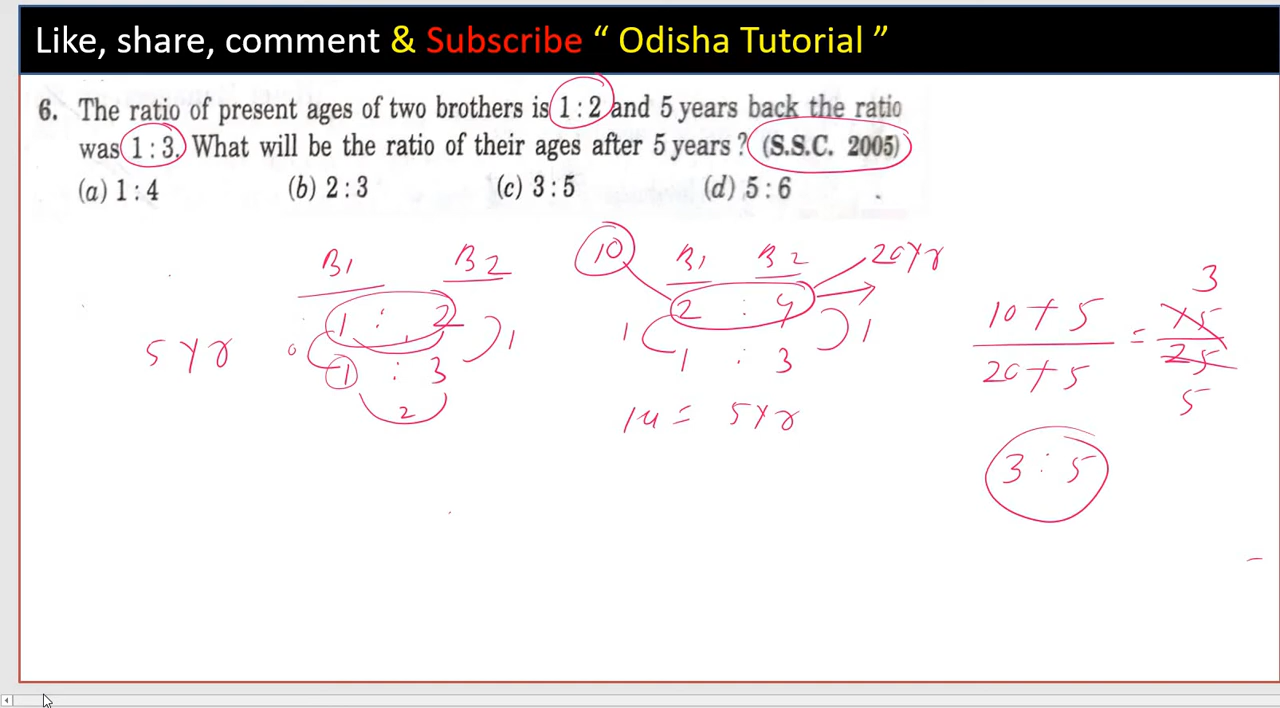 Like, share, comment & Subscribe “ Odisha Tutorial ”
6. The ratio of present ages of two brothers is 1 : 2 and 5 years back the ratio
was 1 : 3. What will be the ratio of their ages after 5 years ? (S.S.C. 2005)
(a) 1 : 4 (b) 2 : 3 (c) 3 : 5 (d) 5 : 6
B1 B2
1 : 2
5 yr 0 1
1 : 3
2
10 B1 B2 20yr
2 : 4
1 1
1 : 3
1u = 5yr
10 + 5 = 15 3
20 + 5 25 5
3 : 5